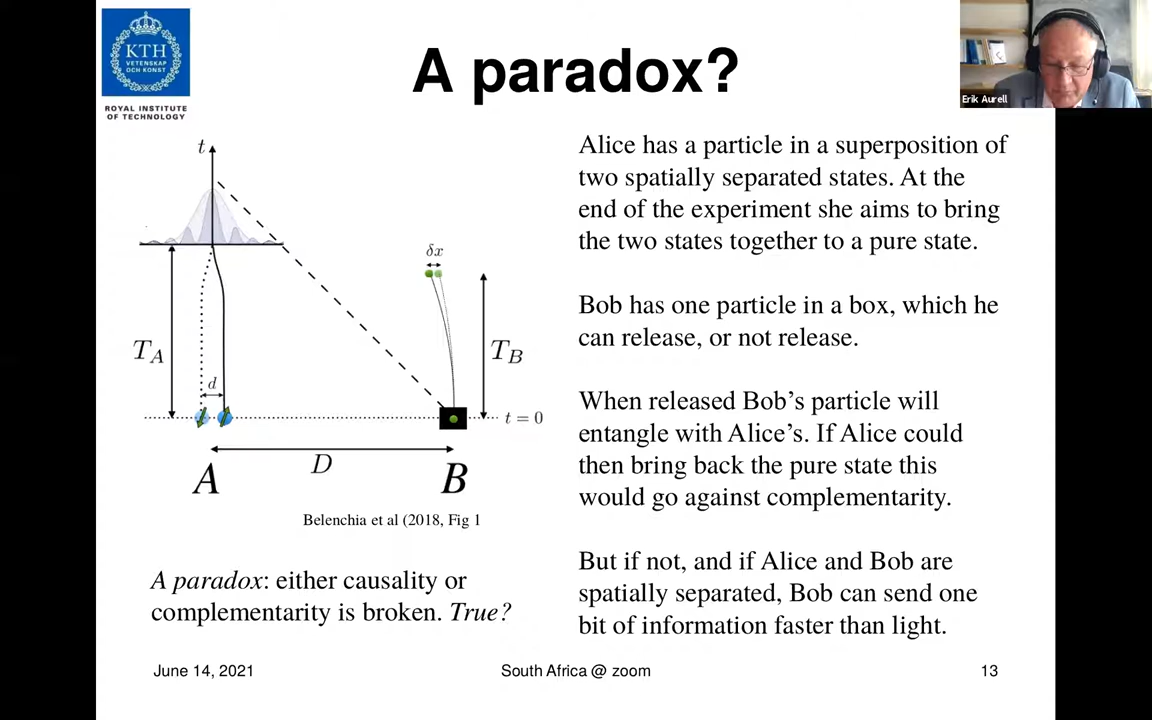 KTH
VETENSKAP
OCH KONST
ROYAL INSTITUTE
OF TECHNOLOGY
A paradox?
Erik Aurell
t
δx
T_A
d
T_B
t = 0
D
A
B
Belenchia et al (2018, Fig 1
A paradox: either causality or
complementarity is broken. True?
Alice has a particle in a superposition of
two spatially separated states. At the
end of the experiment she aims to bring
the two states together to a pure state.
Bob has one particle in a box, which he
can release, or not release.
When released Bob’s particle will
entangle with Alice’s. If Alice could
then bring back the pure state this
would go against complementarity.
But if not, and if Alice and Bob are
spatially separated, Bob can send one
bit of information faster than light.
June 14, 2021
South Africa @ zoom
13